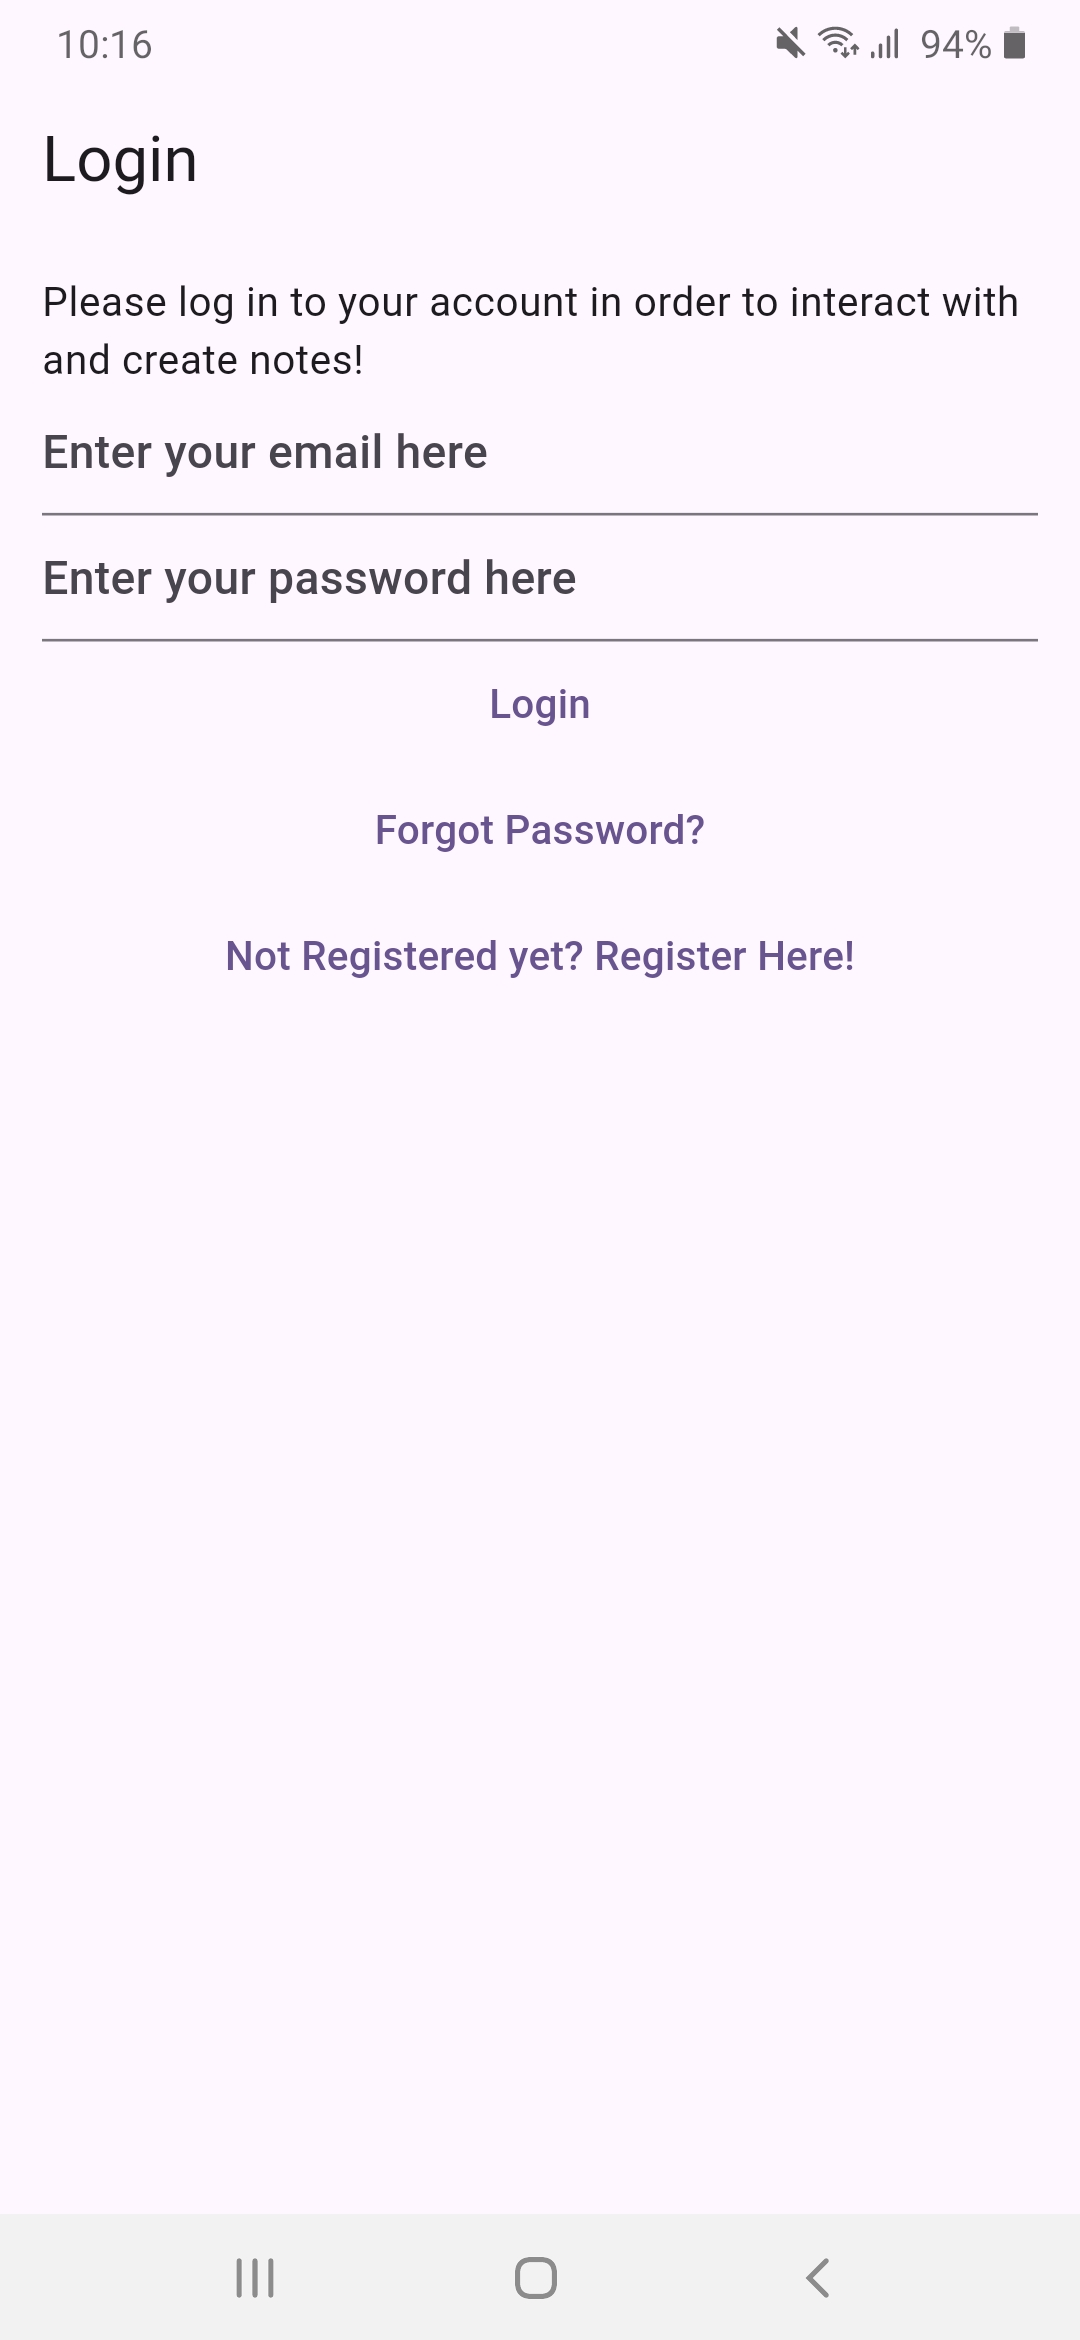 10:16 94%
Login
Please log in to your account in order to interact with
and create notes!
Enter your email here
Enter your password here
Login
Forgot Password?
Not Registered yet? Register Here!